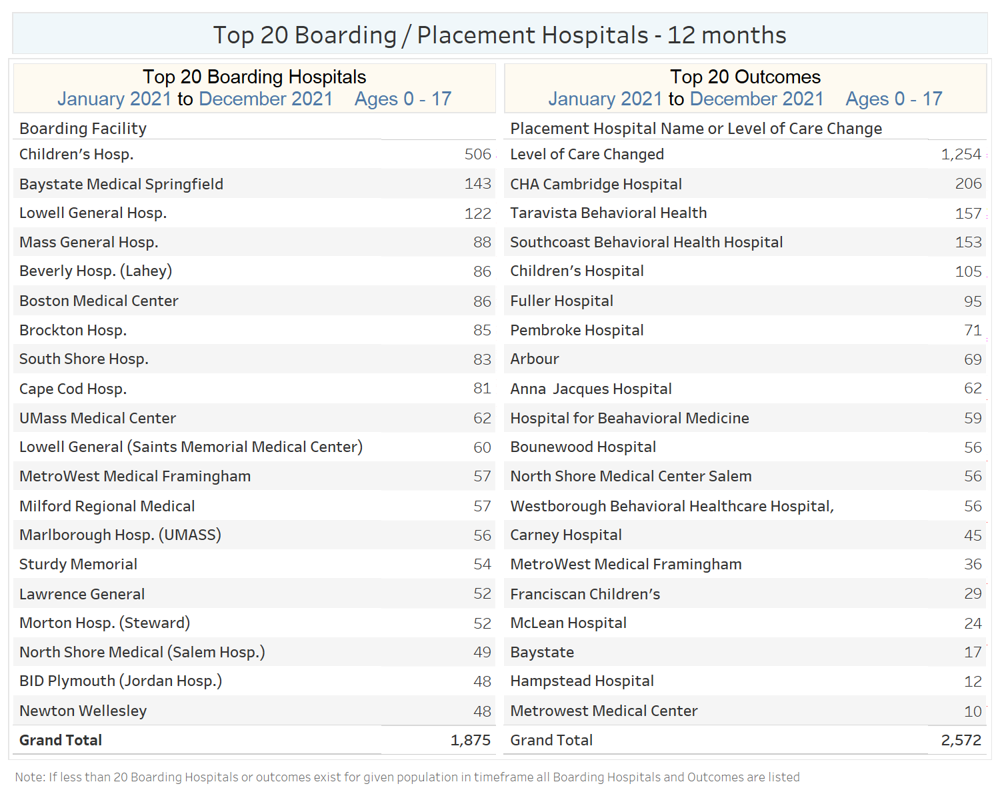 Top 20 Boarding / Placement Hospitals - 12 months
Top 20 Boarding Hospitals
January 2021 to December 2021 Ages 0 - 17
Boarding Facility
Children's Hosp. 506
Baystate Medical Springfield 143
Lowell General Hosp. 122
Mass General Hosp. 88
Beverly Hosp. (Lahey) 86
Boston Medical Center 86
Brockton Hosp. 85
South Shore Hosp. 83
Cape Cod Hosp. 81
UMass Medical Center 62
Lowell General (Saints Memorial Medical Center) 60
MetroWest Medical Framingham 57
Milford Regional Medical 57
Marlborough Hosp. (UMASS) 56
Sturdy Memorial 54
Lawrence General 52
Morton Hosp. (Steward) 52
North Shore Medical (Salem Hosp.) 49
BID Plymouth (Jordan Hosp.) 48
Newton Wellesley 48
Grand Total 1,875
Top 20 Outcomes
January 2021 to December 2021 Ages 0 - 17
Placement Hospital Name or Level of Care Change
Level of Care Changed 1,254
CHA Cambridge Hospital 206
Taravista Behavioral Health 157
Southcoast Behavioral Health Hospital 153
Children's Hospital 105
Fuller Hospital 95
Pembroke Hospital 71
Arbour 69
Anna  Jacques Hospital 62
Hospital for Beahavioral Medicine 59
Bounewood Hospital 56
North Shore Medical Center Salem 56
Westborough Behavioral Healthcare Hospital, 56
Carney Hospital 45
MetroWest Medical Framingham 36
Franciscan Children's 29
McLean Hospital 24
Baystate 17
Hampstead Hospital 12
Metrowest Medical Center 10
Grand Total 2,572
Note: If less than 20 Boarding Hospitals or outcomes exist for given population in timeframe all Boarding Hospitals and Outcomes are listed